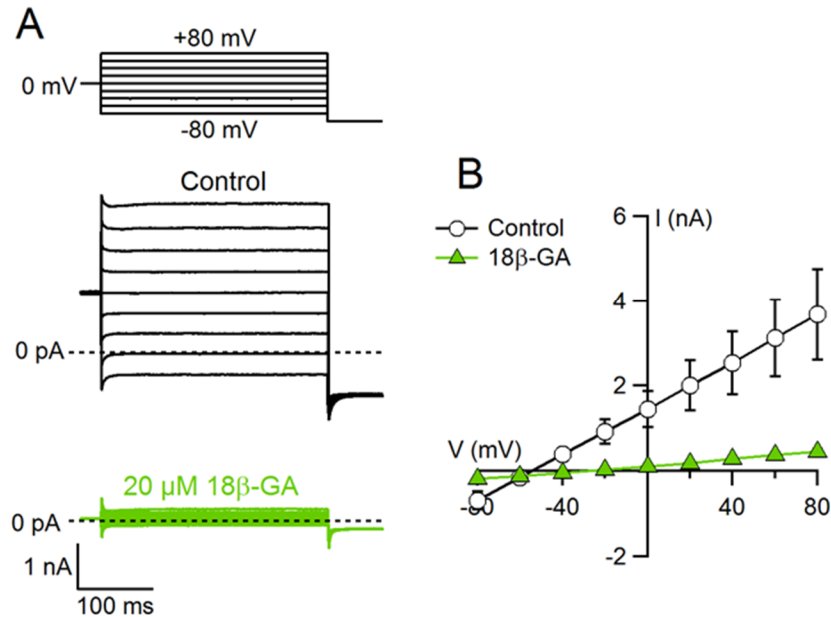 A
+80 mV
0 mV
-80 mV
Control
0 pA
20 µM 18β-GA
0 pA
1 nA
100 ms
B
Control
18β-GA
I (nA)
6
4
2
-2
V (mV)
-80
-40
40
80